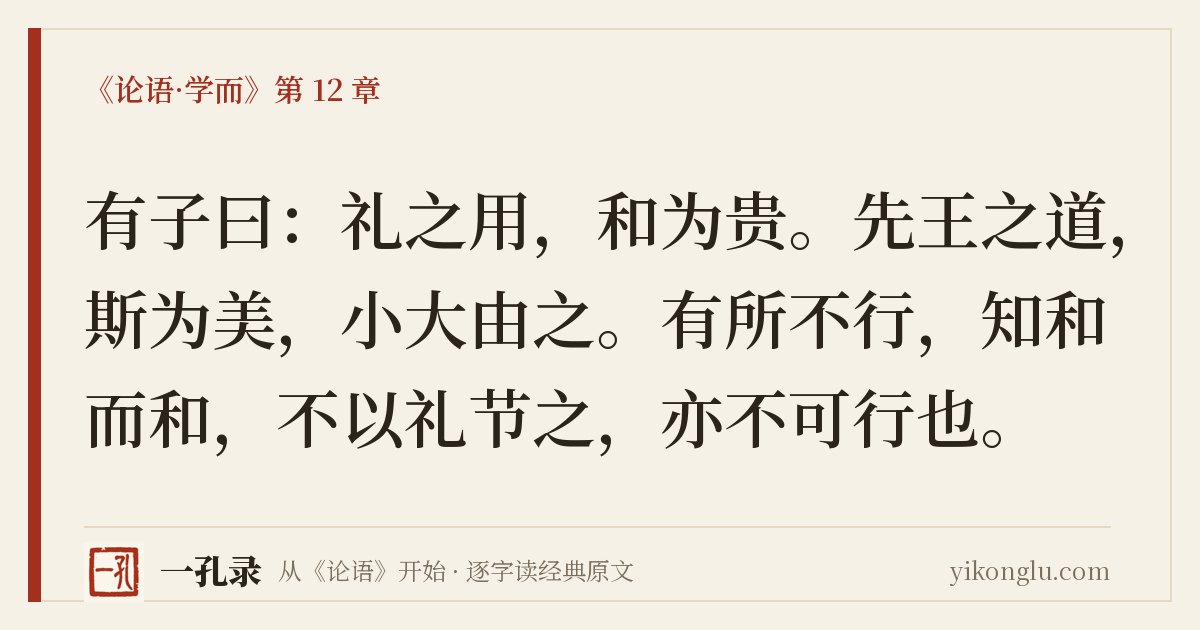 《论语·学而》第 12 章
有子曰：礼之用，和为贵。先王之道，
斯为美，小大由之。有所不行，知和
而和，不以礼节之，亦不可行也。
一孔
一孔录 从《论语》开始 · 逐字读经典原文 yikonglu.com